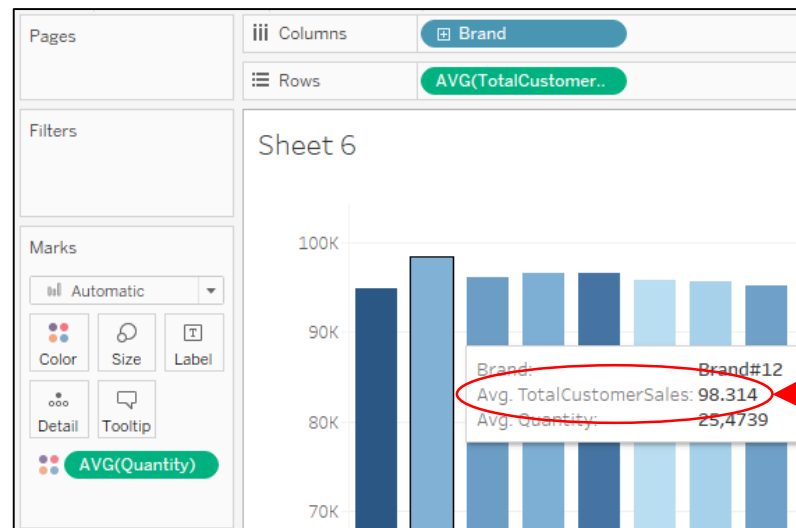 Pages
Columns
Brand
Rows
AVG(TotalCustomer..
Filters
Sheet 6
Marks
Automatic
Color
Size
Label
Detail
Tooltip
AVG(Quantity)
100K
90K
80K
70K
Brand: Brand#12
Avg. TotalCustomerSales: 98.314
Avg. Quantity: 25,4739